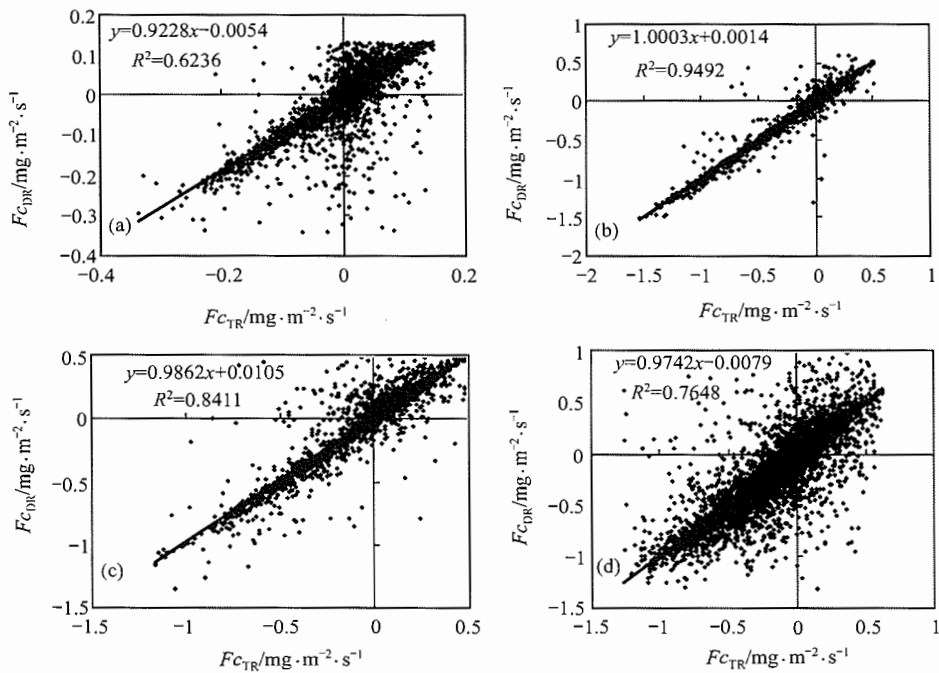 y=0.9228x−0.0054
R²=0.6236
0.2
0.1
0
−0.1
−0.2
−0.3
−0.4
Fc_DR/mg·m⁻²·s⁻¹
(a)
−0.4
−0.2
0
0.2
Fc_TR/mg·m⁻²·s⁻¹
y=1.0003x+0.0014
R²=0.9492
1
0.5
0
−0.5
−1
−1.5
−2
Fc_DR/mg·m⁻²·s⁻¹
(b)
−2
−1.5
−1
−0.5
0
0.5
1
Fc_TR/mg·m⁻²·s⁻¹
y=0.9862x+0.0105
R²=0.8411
0.5
0
−0.5
−1
−1.5
Fc_DR/mg·m⁻²·s⁻¹
(c)
−1.5
−1
−0.5
0
0.5
Fc_TR/mg·m⁻²·s⁻¹
y=0.9742x−0.0079
R²=0.7648
1
0.5
0
−0.5
−1
−1.5
Fc_DR/mg·m⁻²·s⁻¹
(d)
−1.5
−1
−0.5
0
0.5
1
Fc_TR/mg·m⁻²·s⁻¹